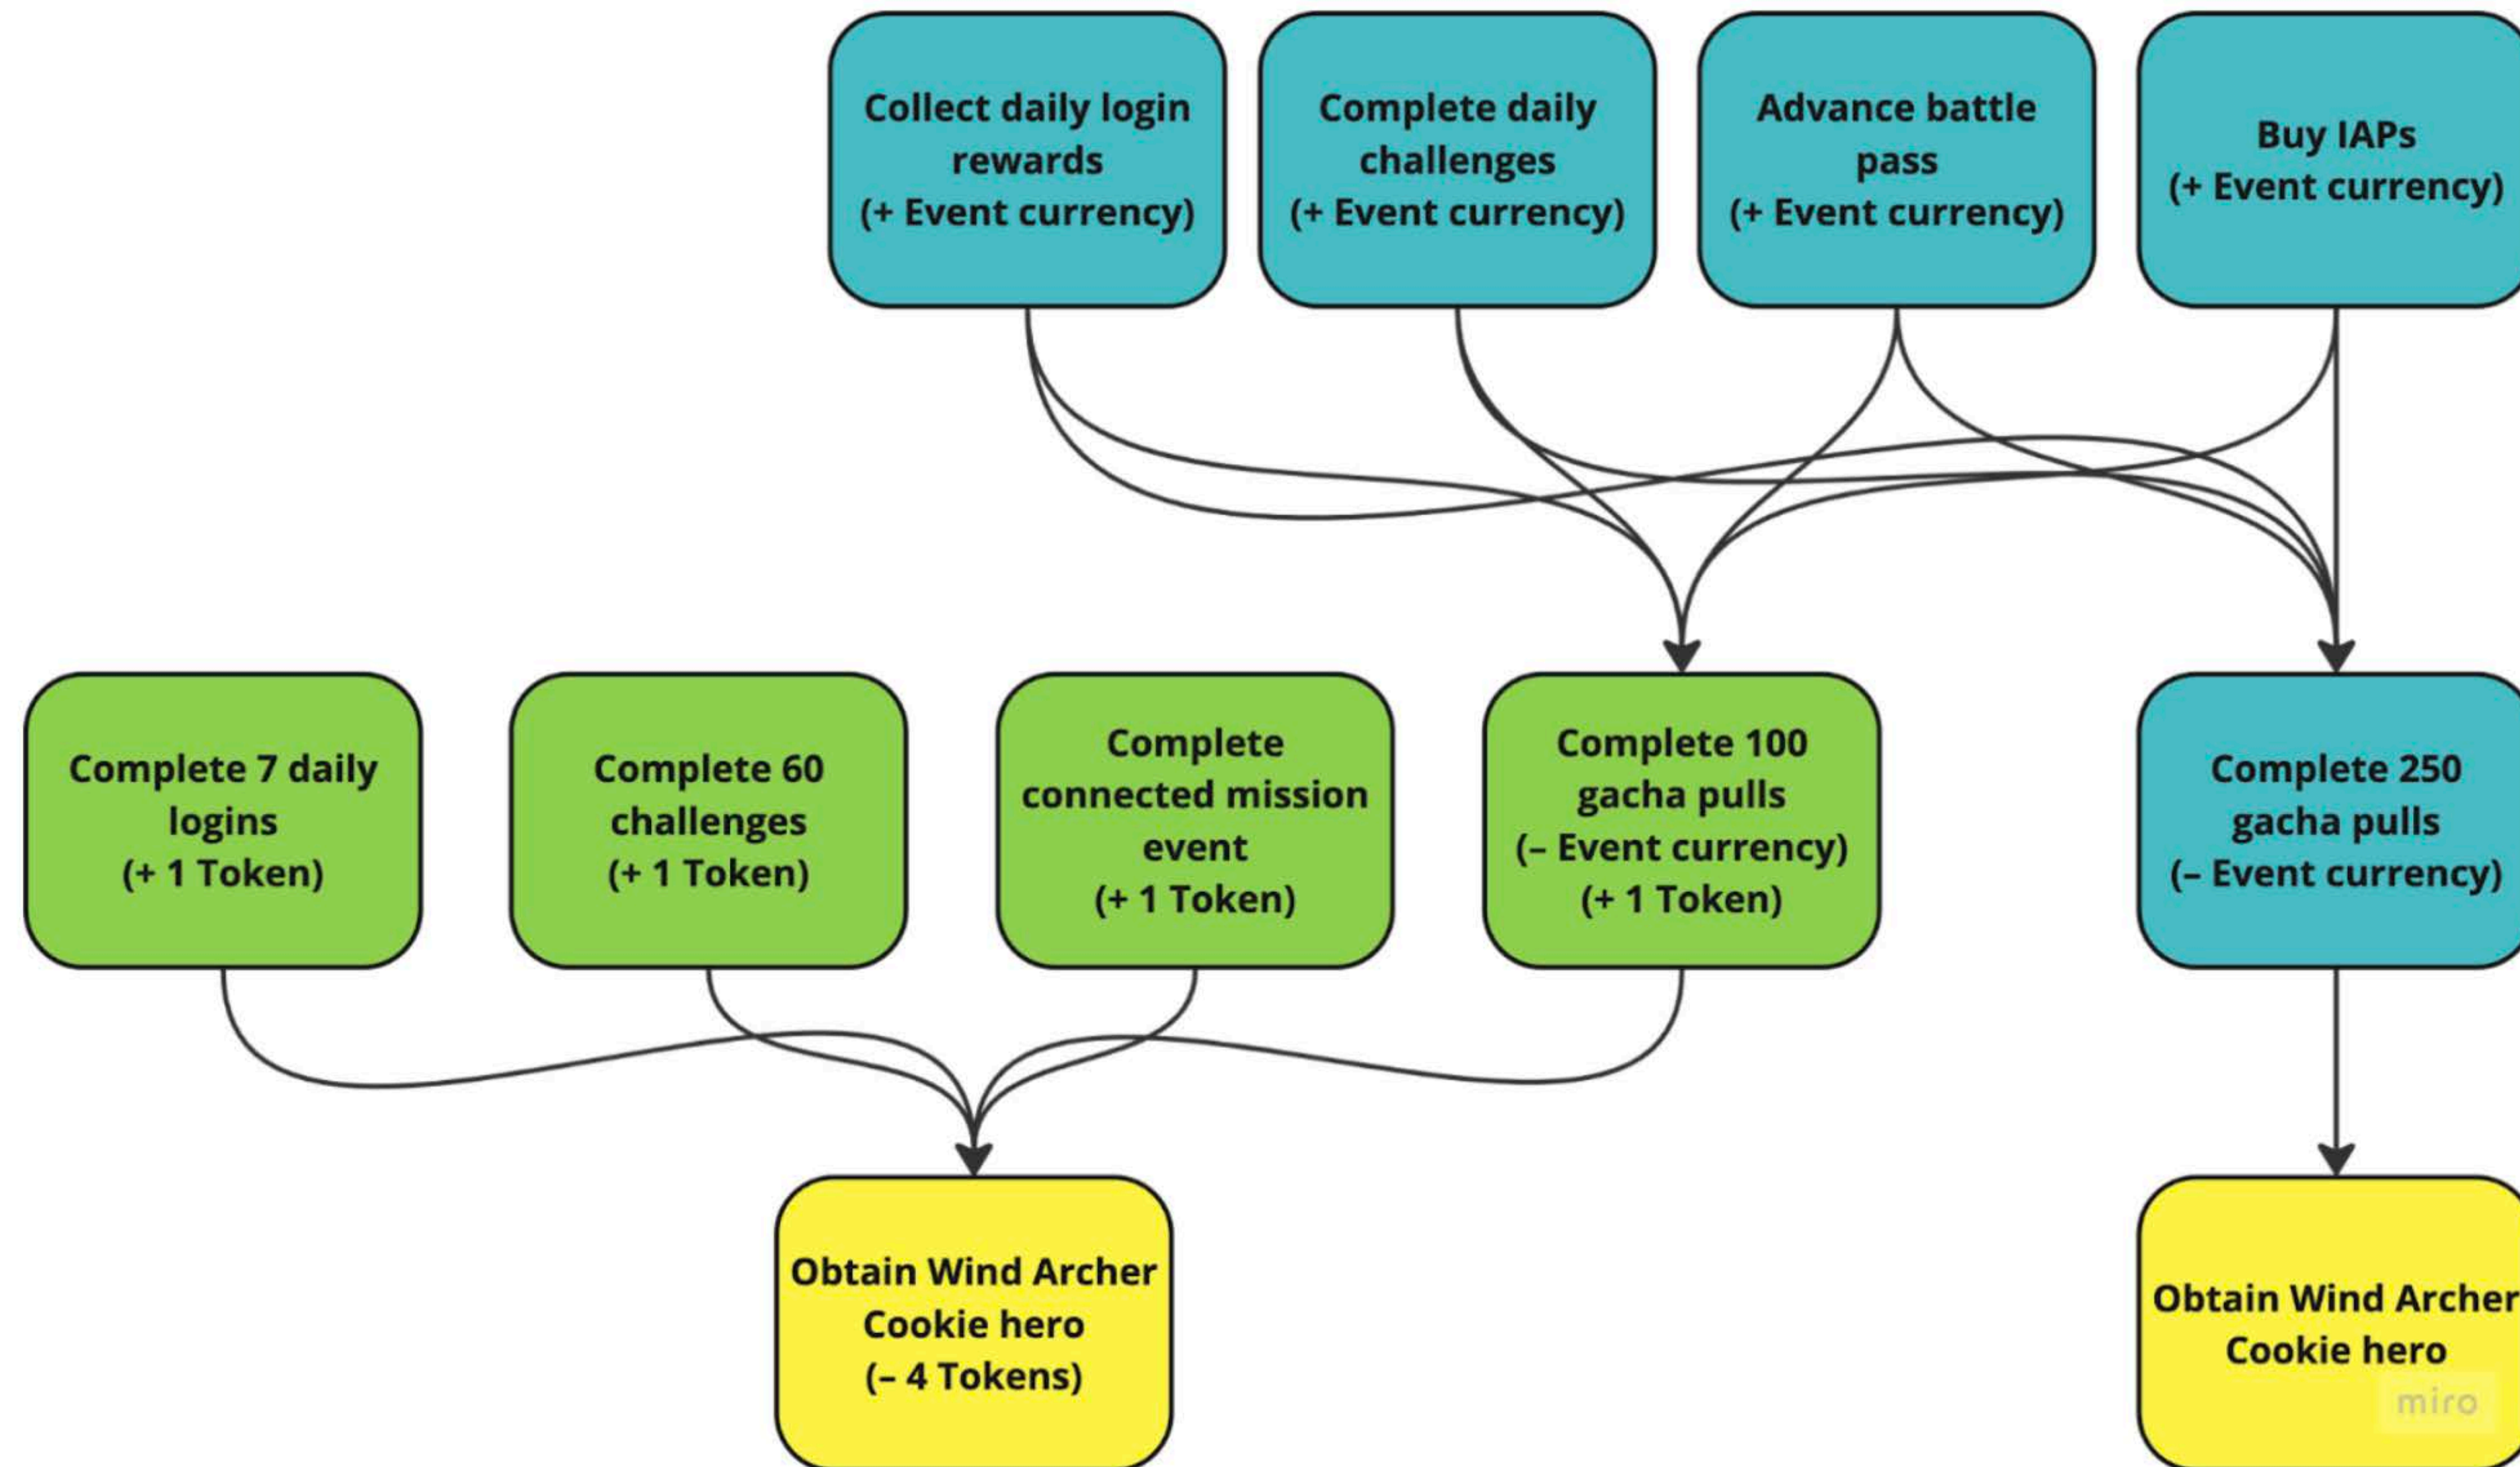 Collect daily login
rewards
(+ Event currency)
Complete daily
challenges
(+ Event currency)
Advance battle
pass
(+ Event currency)
Buy IAPs
(+ Event currency)
Complete 7 daily
logins
(+ 1 Token)
Complete 60
challenges
(+ 1 Token)
Complete
connected mission
event
(+ 1 Token)
Complete 100
gacha pulls
(– Event currency)
(+ 1 Token)
Complete 250
gacha pulls
(– Event currency)
Obtain Wind Archer
Cookie hero
(– 4 Tokens)
Obtain Wind Archer
Cookie hero
miro